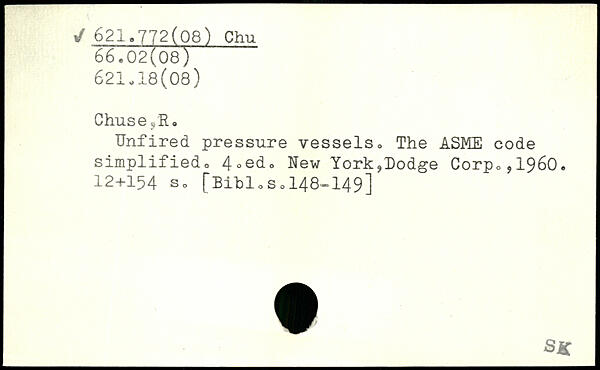 ✓ 621.772(08) Chu
66.02(08)
621.18(08)
Chuse,R.
Unfired pressure vessels. The ASME code
simplified. 4.ed. New York,Dodge Corp.,1960.
12+154 s. [Bibl.s.148-149]
SK